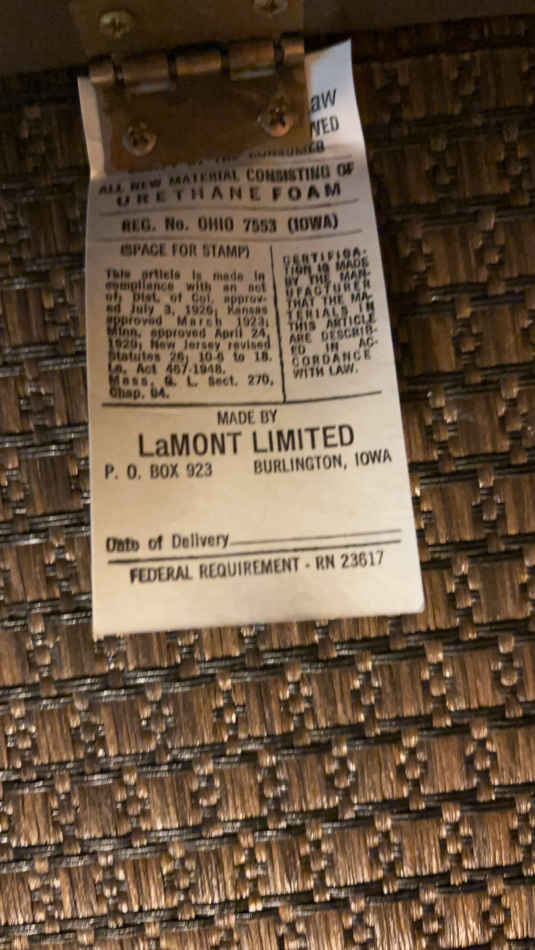 aw
VED
CONSUMER
ALL NEW MATERIAL CONSISTING OF
URETHANE FOAM
REG. No. OHIO 7553 (IOWA)
(SPACE FOR STAMP)
This article is made in
compliance with an act
of; Dist. of Col. approv-
ed July 3, 1926; Kansas
approved March 1923;
Minn. approved April 24,
1929; New Jersey revised
Statutes 26; 10-6 to 18.
La. Act 467-1948.
Mass. G. L. Sect. 270,
Chap. 94.
CERTIFICA-
TION IS MADE
BY THE MAN-
UFACTURER
THAT THE MA-
TERIALS IN
THIS ARTICLE
ARE DESCRIB-
ED IN AC-
CORDANCE
WITH LAW.
MADE BY
LaMONT LIMITED
P. O. BOX 923 BURLINGTON, IOWA
Date of Delivery
FEDERAL REQUIREMENT - RN 23617